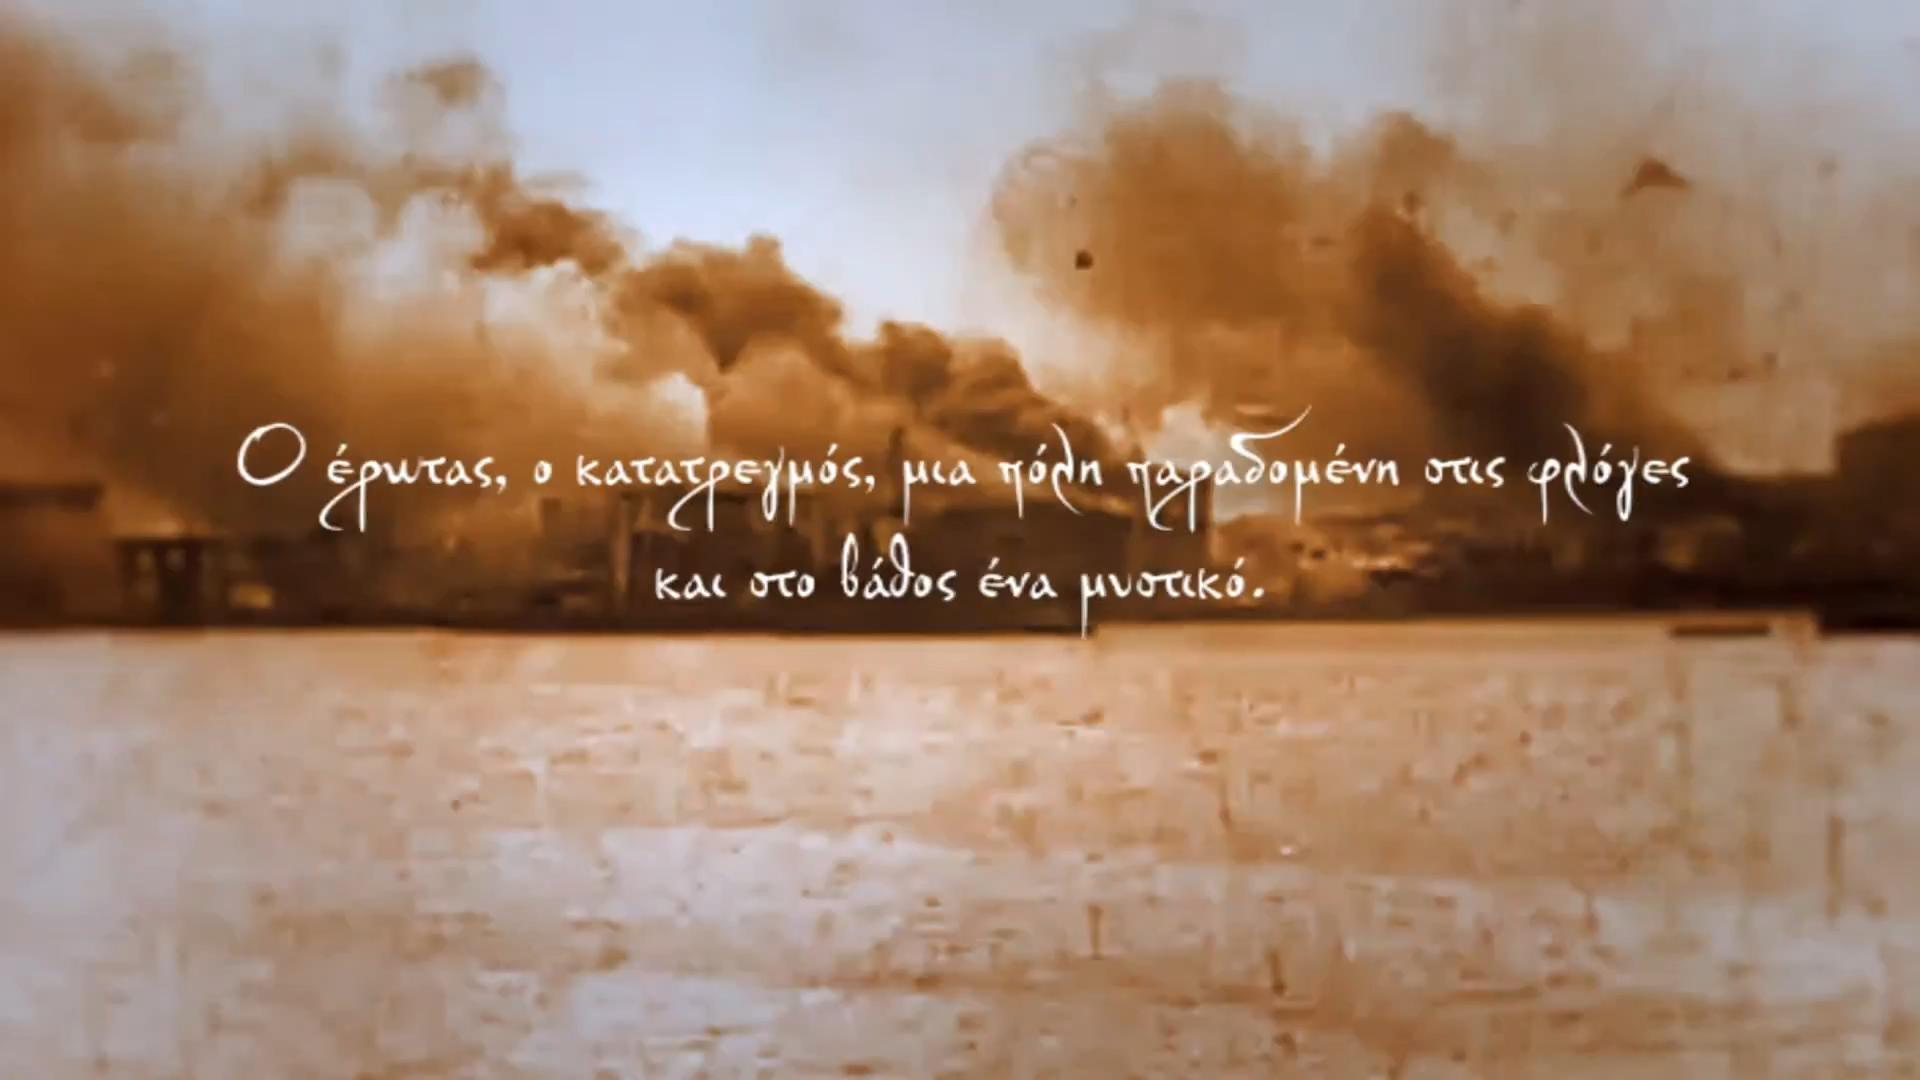 Ο έρωτας, ο κατατρεγμός, μια πόλη παραδομένη στις φλόγες
και στο βάθος ένα μυστικό.